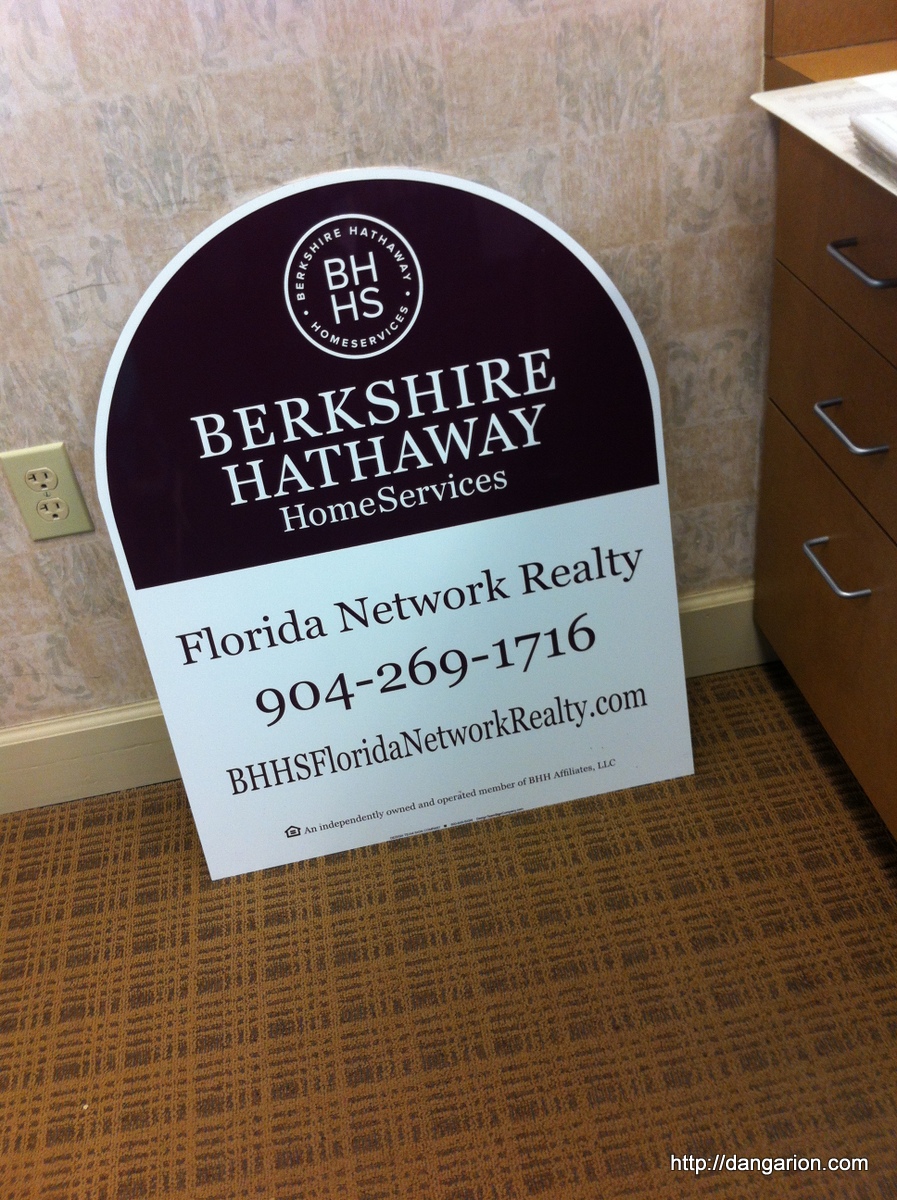 BERKSHIRE HATHAWAY
BH
HS
• HOMESERVICES •
BERKSHIRE
HATHAWAY
HomeServices
Florida Network Realty
904-269-1716
BHHSFloridaNetworkRealty.com
An independently owned and operated member of BHH Affiliates, LLC
http://dangarion.com